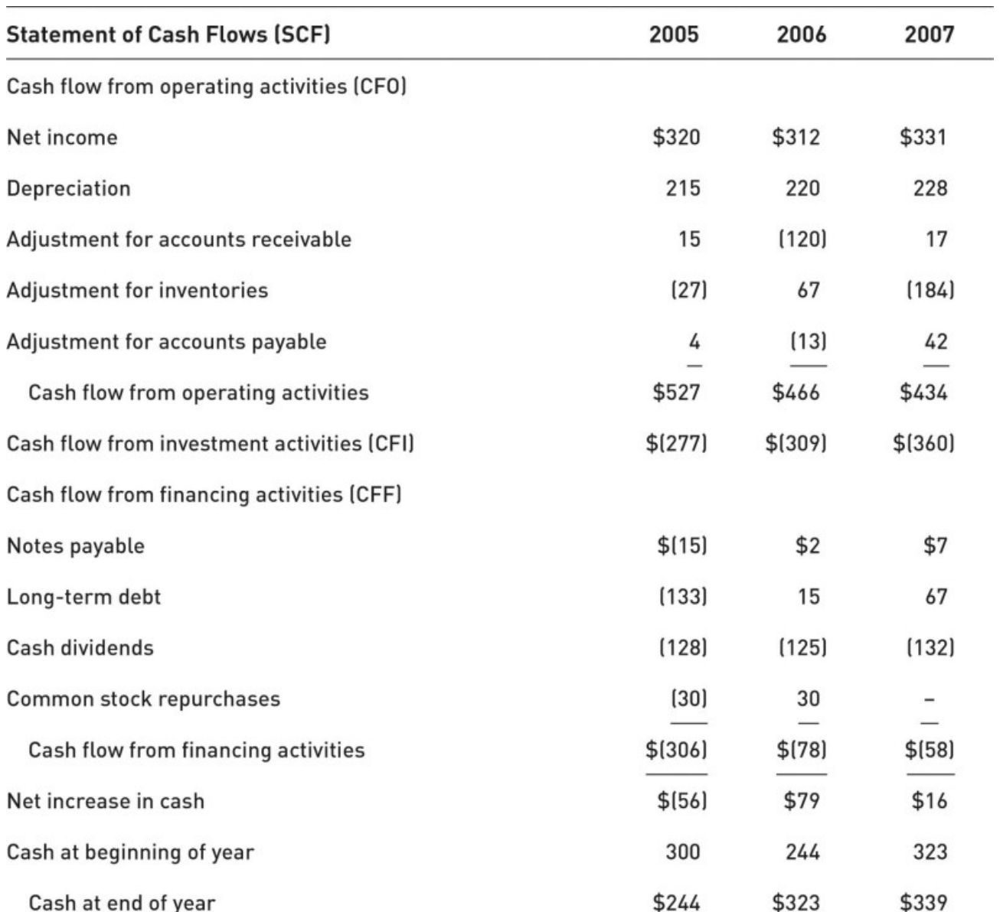 Statement of Cash Flows (SCF) 2005 2006 2007
Cash flow from operating activities (CFO)
Net income $320 $312 $331
Depreciation 215 220 228
Adjustment for accounts receivable 15 (120) 17
Adjustment for inventories (27) 67 (184)
Adjustment for accounts payable 4 (13) 42
Cash flow from operating activities $527 $466 $434
Cash flow from investment activities (CFI) $(277) $(309) $(360)
Cash flow from financing activities (CFF)
Notes payable $(15) $2 $7
Long-term debt (133) 15 67
Cash dividends (128) (125) (132)
Common stock repurchases (30) 30 –
Cash flow from financing activities $(306) $(78) $(58)
Net increase in cash $(56) $79 $16
Cash at beginning of year 300 244 323
Cash at end of year $244 $323 $339